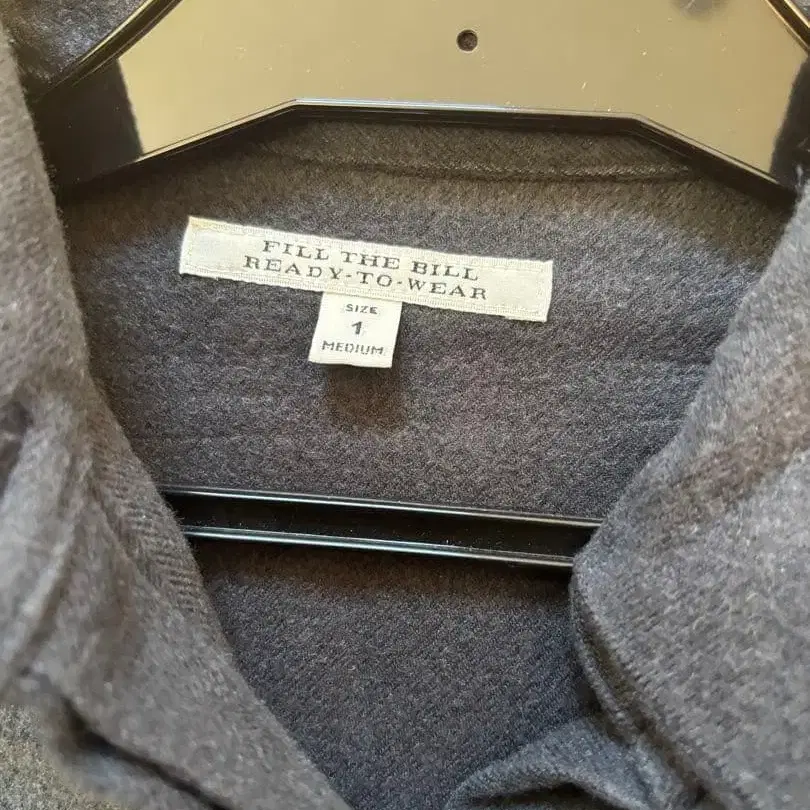 FILL THE BILL
READY-TO-WEAR
SIZE
1
MEDIUM